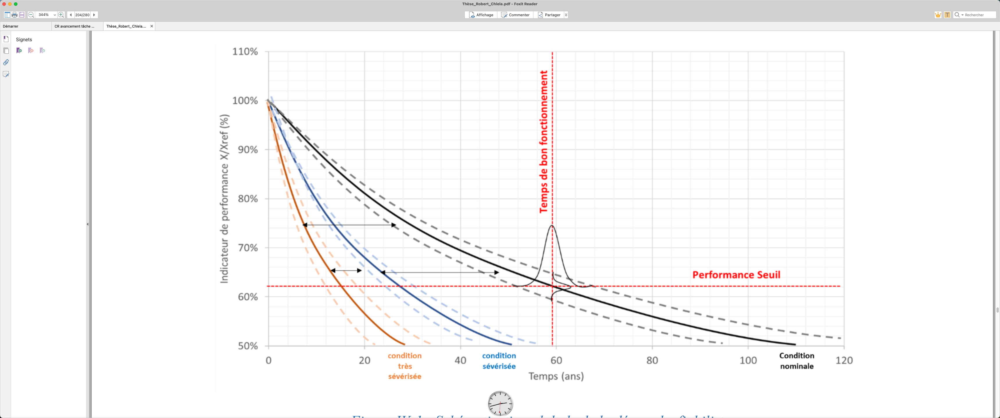 Thèse_Robert_Chlela.pdf - Foxit Reader
344%
204/280
Affichage
Commenter
Partager
Rechercher
Démarrer
CR avancement tâche ...
Thèse_Robert_Chlela....
Signets
110%
100%
90%
80%
70%
60%
50%
Indicateur de performance X/Xref (%)
Temps de bon fonctionnement
Performance Seuil
0
20
40
60
80
100
120
condition
très
sévérisée
condition
sévérisée
Condition
nominale
Temps (ans)